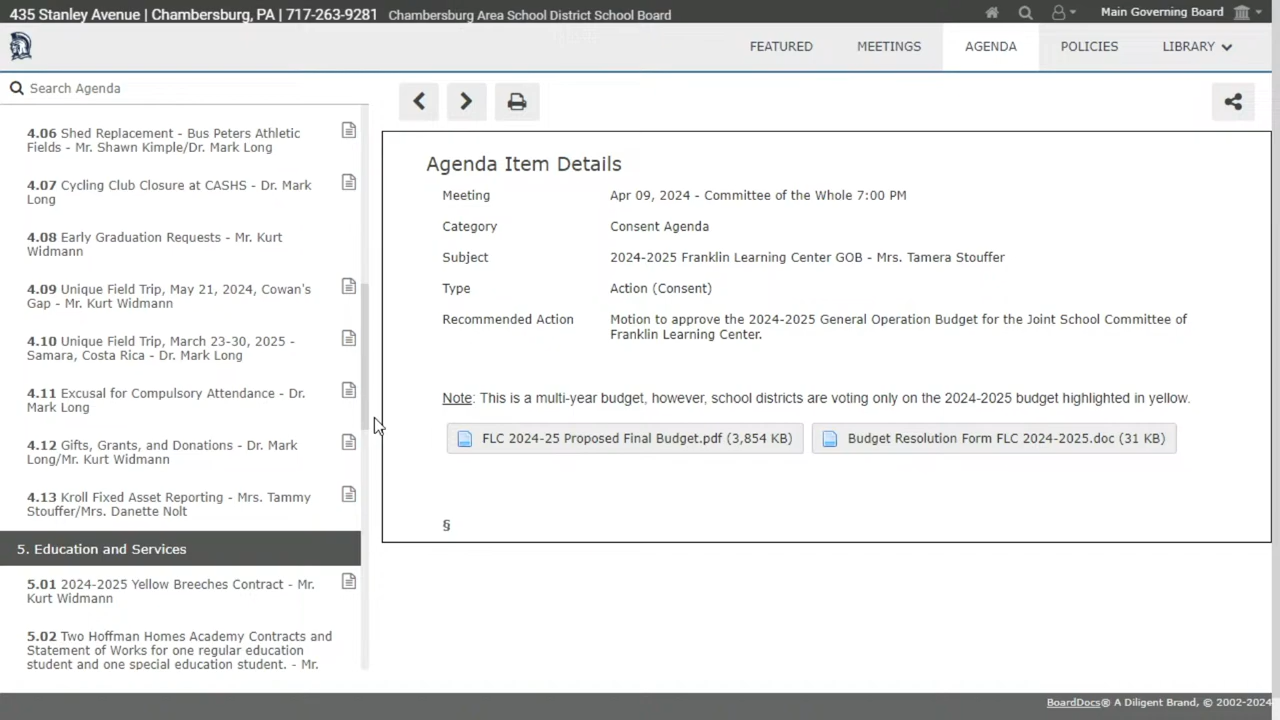 435 Stanley Avenue | Chambersburg, PA | 717-263-9281 Chambersburg Area School District School Board
Main Governing Board
FEATURED MEETINGS AGENDA POLICIES LIBRARY
Search Agenda
4.06 Shed Replacement - Bus Peters Athletic
Fields - Mr. Shawn Kimple/Dr. Mark Long
4.07 Cycling Club Closure at CASHS - Dr. Mark
Long
4.08 Early Graduation Requests - Mr. Kurt
Widmann
4.09 Unique Field Trip, May 21, 2024, Cowan's
Gap - Mr. Kurt Widmann
4.10 Unique Field Trip, March 23-30, 2025 -
Samara, Costa Rica - Dr. Mark Long
4.11 Excusal for Compulsory Attendance - Dr.
Mark Long
4.12 Gifts, Grants, and Donations - Dr. Mark
Long/Mr. Kurt Widmann
4.13 Kroll Fixed Asset Reporting - Mrs. Tammy
Stouffer/Mrs. Danette Nolt
5. Education and Services
5.01 2024-2025 Yellow Breeches Contract - Mr.
Kurt Widmann
5.02 Two Hoffman Homes Academy Contracts and
Statement of Works for one regular education
student and one special education student. - Mr.
Agenda Item Details
Meeting Apr 09, 2024 - Committee of the Whole 7:00 PM
Category Consent Agenda
Subject 2024-2025 Franklin Learning Center GOB - Mrs. Tamera Stouffer
Type Action (Consent)
Recommended Action Motion to approve the 2024-2025 General Operation Budget for the Joint School Committee of
Franklin Learning Center.
Note: This is a multi-year budget, however, school districts are voting only on the 2024-2025 budget highlighted in yellow.
FLC 2024-25 Proposed Final Budget.pdf (3,854 KB) Budget Resolution Form FLC 2024-2025.doc (31 KB)
§
BoardDocs® A Diligent Brand, © 2002-2024